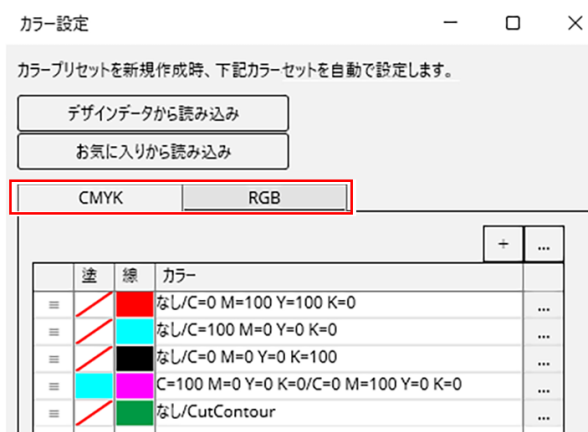 カラー設定
カラープリセットを新規作成時、下記カラーセットを自動で設定します。
デザインデータから読み込み
お気に入りから読み込み
CMYK RGB
+ ...
塗 線 カラー
なし/C=0 M=100 Y=100 K=0 ...
なし/C=100 M=0 Y=0 K=0 ...
なし/C=0 M=0 Y=0 K=100 ...
C=100 M=0 Y=0 K=0/C=0 M=100 Y=0 K=0 ...
なし/CutContour ...